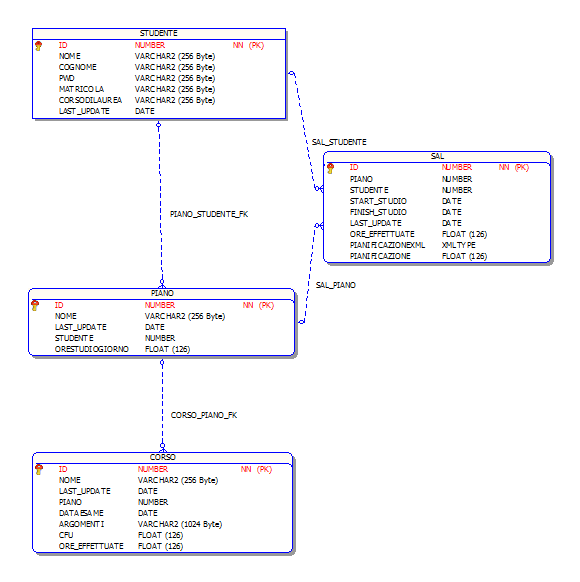 STUDENTE
ID NUMBER NN (PK)
NOME VARCHAR2 (256 Byte)
COGNOME VARCHAR2 (256 Byte)
PWD VARCHAR2 (256 Byte)
MATRICOLA VARCHAR2 (256 Byte)
CORSODILAUREA VARCHAR2 (256 Byte)
LAST_UPDATE DATE
SAL_STUDENTE
SAL
ID NUMBER NN (PK)
PIANO NUMBER
STUDENTE NUMBER
START_STUDIO DATE
FINISH_STUDIO DATE
LAST_UPDATE DATE
ORE_EFFETTUATE FLOAT (126)
PIANIFICAZIONEXML XMLTYPE
PIANIFICAZIONE FLOAT (126)
PIANO_STUDENTE_FK
SAL_PIANO
PIANO
ID NUMBER NN (PK)
NOME VARCHAR2 (256 Byte)
LAST_UPDATE DATE
STUDENTE NUMBER
ORESTUDIOGIORNO FLOAT (126)
CORSO_PIANO_FK
CORSO
ID NUMBER NN (PK)
NOME VARCHAR2 (256 Byte)
LAST_UPDATE DATE
PIANO NUMBER
DATAESAME DATE
ARGOMENTI VARCHAR2 (1024 Byte)
CFU FLOAT (126)
ORE_EFFETTUATE FLOAT (126)